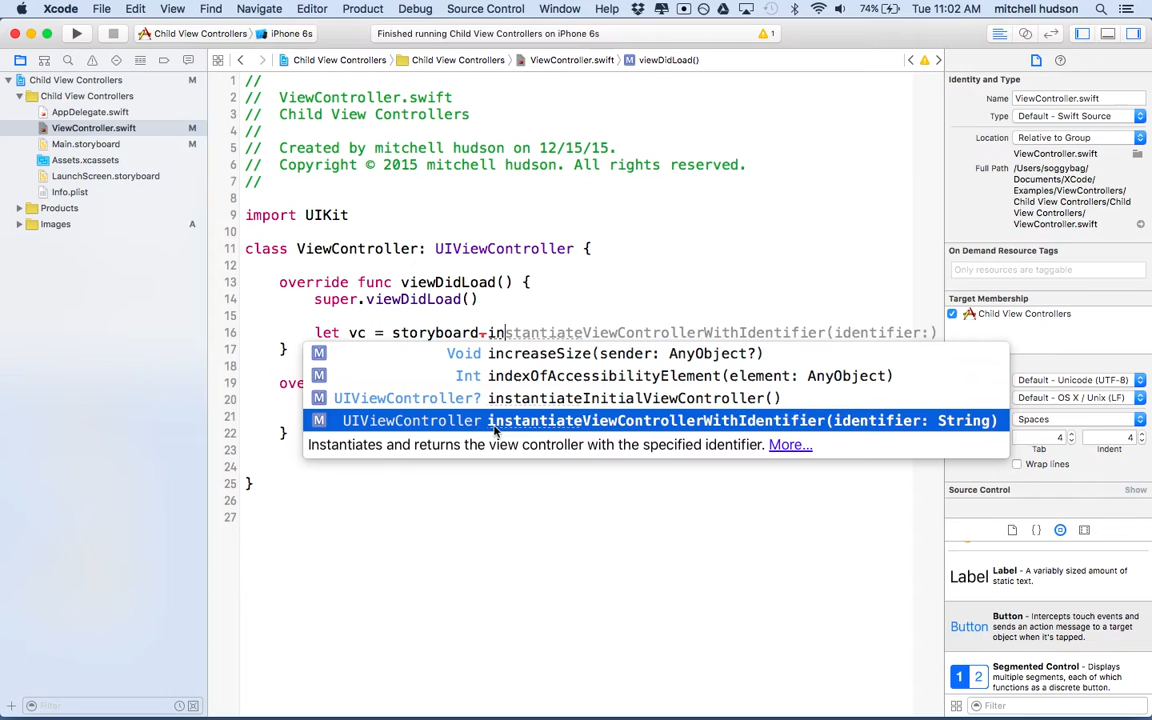 Xcode File Edit View Find Navigate Editor Product Debug Source Control Window Help 74% Tue 11:02 AM mitchell hudson
Child View Controllers iPhone 6s Finished running Child View Controllers on iPhone 6s 1
Child View Controllers Child View Controllers ViewController.swift viewDidLoad()
Child View Controllers
Child View Controllers
AppDelegate.swift
ViewController.swift M
Main.storyboard M
Assets.xcassets
LaunchScreen.storyboard
Info.plist
Products
Images A
Filter
1 //
2 // ViewController.swift
3 // Child View Controllers
4 //
5 // Created by mitchell hudson on 12/15/15.
6 // Copyright © 2015 mitchell hudson. All rights reserved.
7 //
8
9 import UIKit
10
11 class ViewController: UIViewController {
12
13 override func viewDidLoad() {
14 super.viewDidLoad()
15
16 let vc = storyboard.instantiateViewControllerWithIdentifier(identifier:)
17 }
18
19 ove
20
21
22 }
23
24
25 }
26
27
M Void increaseSize(sender: AnyObject?)
M Int indexOfAccessibilityElement(element: AnyObject)
M UIViewController? instantiateInitialViewController()
M UIViewController instantiateViewControllerWithIdentifier(identifier: String)
Instantiates and returns the view controller with the specified identifier. More...
Identity and Type
Name ViewController.swift
Type Default - Swift Source
Location Relative to Group
ViewController.swift
Full Path /Users/soggybag/
Documents/XCode/
Examples/ViewControllers/
Child View Controllers/Child
View Controllers/
ViewController.swift
On Demand Resource Tags
Only resources are taggable
Target Membership
Child View Controllers
Default - Unicode (UTF-8)
Default - OS X / Unix (LF)
Spaces
4 4
Tab Indent
Wrap lines
Source Control Show
Label Label - A variably sized amount of
static text.
Button Button - Intercepts touch events and
sends an action message to a target
object when it's tapped.
1 2 Segmented Control - Displays
multiple segments, each of which
functions as a discrete button.
Filter